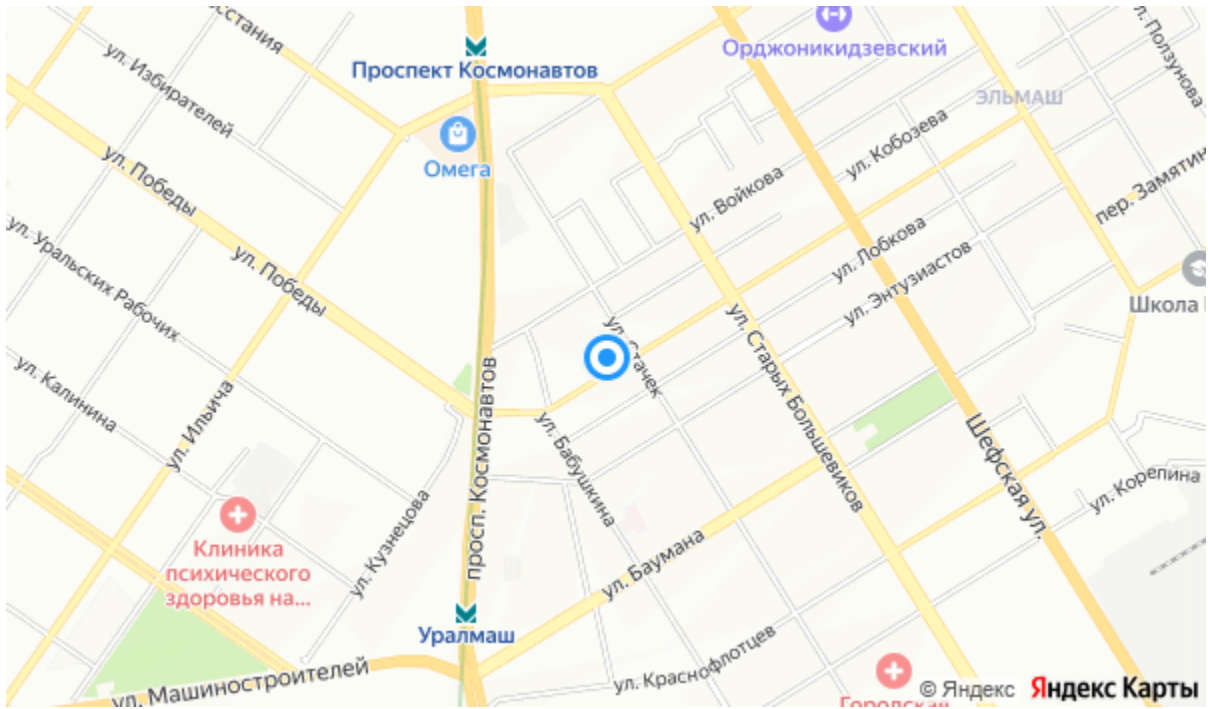 Восстания
ул. Избирателей
Проспект Космонавтов
Орджоникидзевский
ул. Ползунова
ЭЛЬМАШ
Омега
ул. Кобозева
ул. Победы
ул. Войкова
пер. Замятин
ул. Уральских Рабочих
ул. Победы
ул. Лобкова
ул. Энтузиастов
Школа
ул. Калинина
ул. Стачек
ул. Старых Большевиков
ул. Ильича
просп. Космонавтов
ул. Бабушкина
Шефская ул.
ул. Корепина
ул. Кузнецова
Клиника
психического
здоровья на...
ул. Баумана
Уралмаш
ул. Краснофлотцев
ул. Машиностроителей
Городская
© Яндекс Яндекс Карты